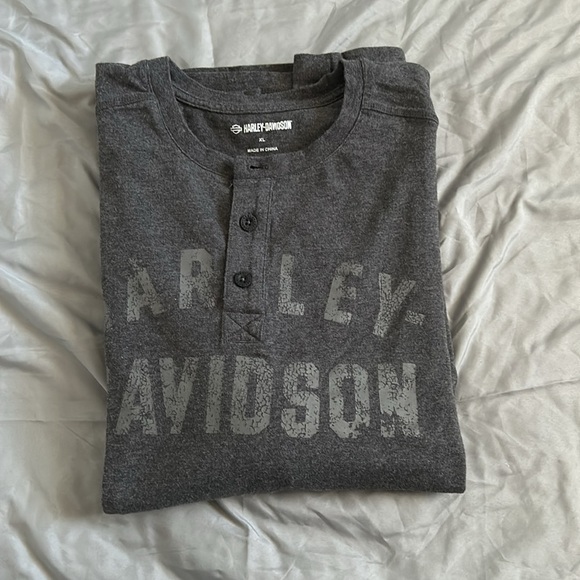 HARLEY-DAVIDSON
XL
MADE IN CHINA
ARLEY-
AVIDSON